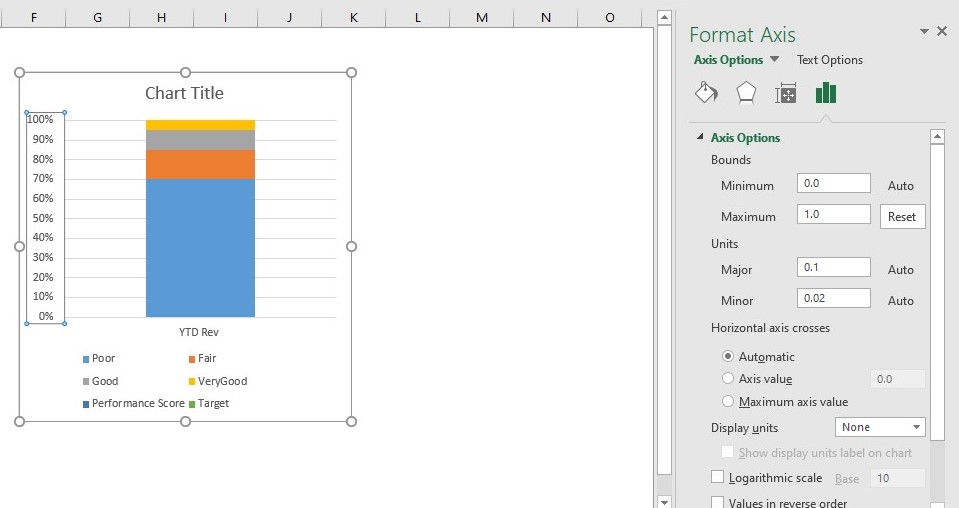 F G H I J K L M N O
Chart Title
100%
90%
80%
70%
60%
50%
40%
30%
20%
10%
0%
YTD Rev
Poor Fair
Good VeryGood
Performance Score Target
Format Axis
Axis Options Text Options
Axis Options
Bounds
Minimum 0.0 Auto
Maximum 1.0 Reset
Units
Major 0.1 Auto
Minor 0.02 Auto
Horizontal axis crosses
Automatic
Axis value 0.0
Maximum axis value
Display units None
Show display units label on chart
Logarithmic scale Base 10
Values in reverse order